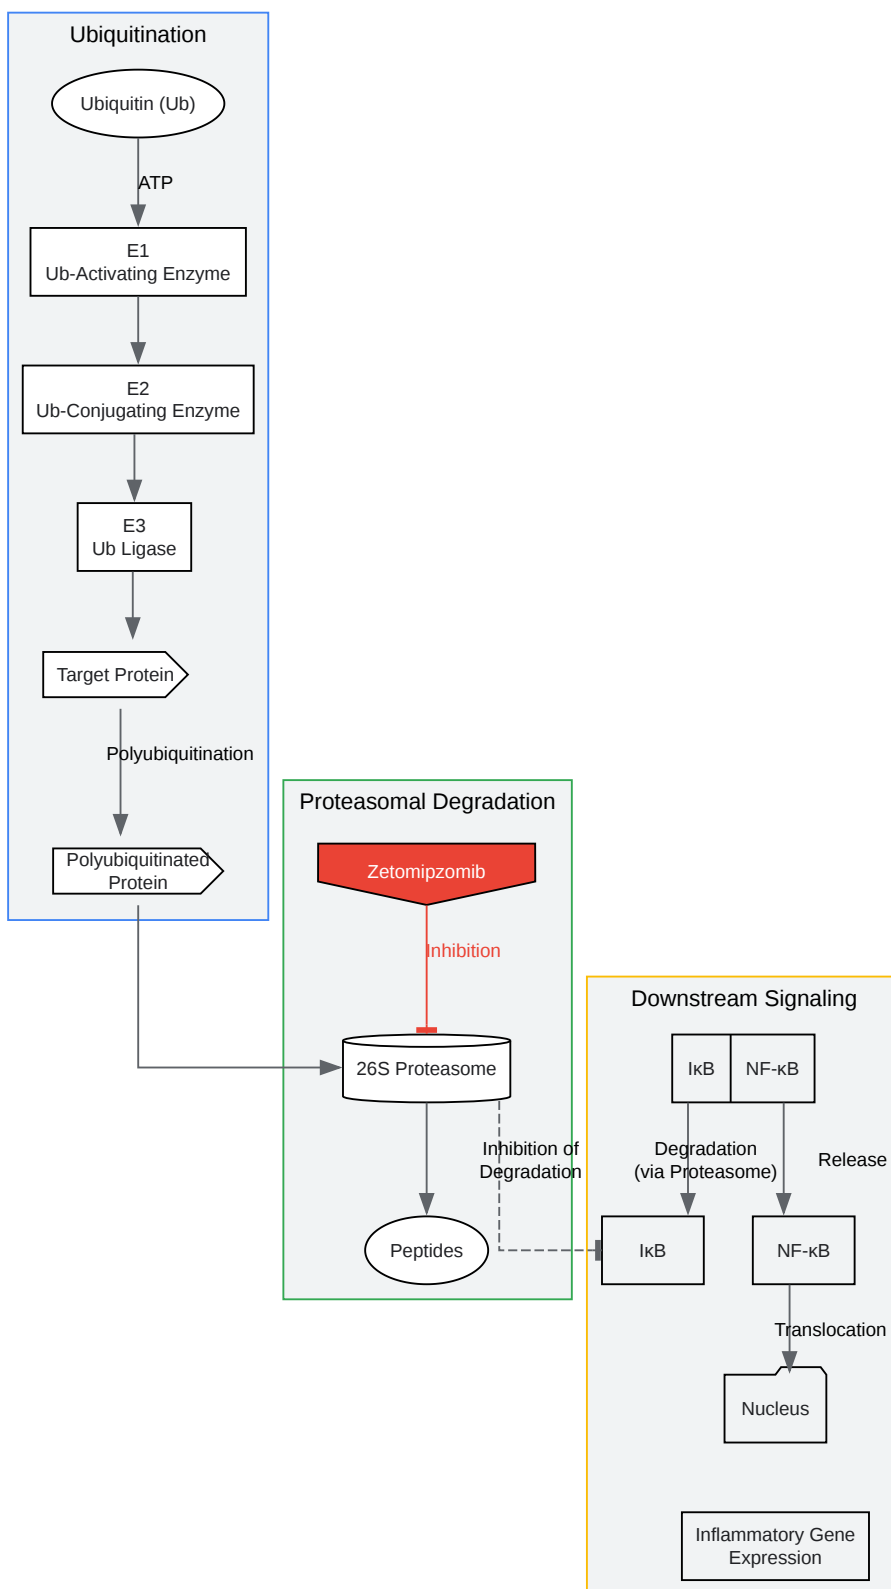 Ubiquitination
Ubiquitin (Ub)
ATP
E1
Ub-Activating Enzyme
E2
Ub-Conjugating Enzyme
E3
Ub Ligase
Target Protein
Polyubiquitination
Polyubiquitinated
Protein
Proteasomal Degradation
Zetomipzomib
Inhibition
26S Proteasome
Inhibition of
Degradation
Peptides
Downstream Signaling
IκB
NF-κB
Degradation
(via Proteasome)
Release
IκB
NF-κB
Translocation
Nucleus
Inflammatory Gene
Expression